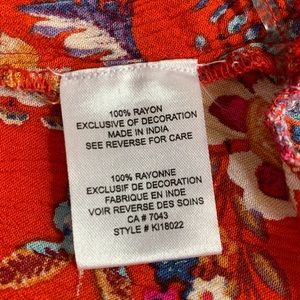 100% RAYON
EXCLUSIVE OF DECORATION
MADE IN INDIA
SEE REVERSE FOR CARE
100% RAYONNE
EXCLUSIF DE DECORATION
FABRIQUE EN INDE
VOIR REVERSE DES SOINS
CA # 7043
STYLE # KI18022